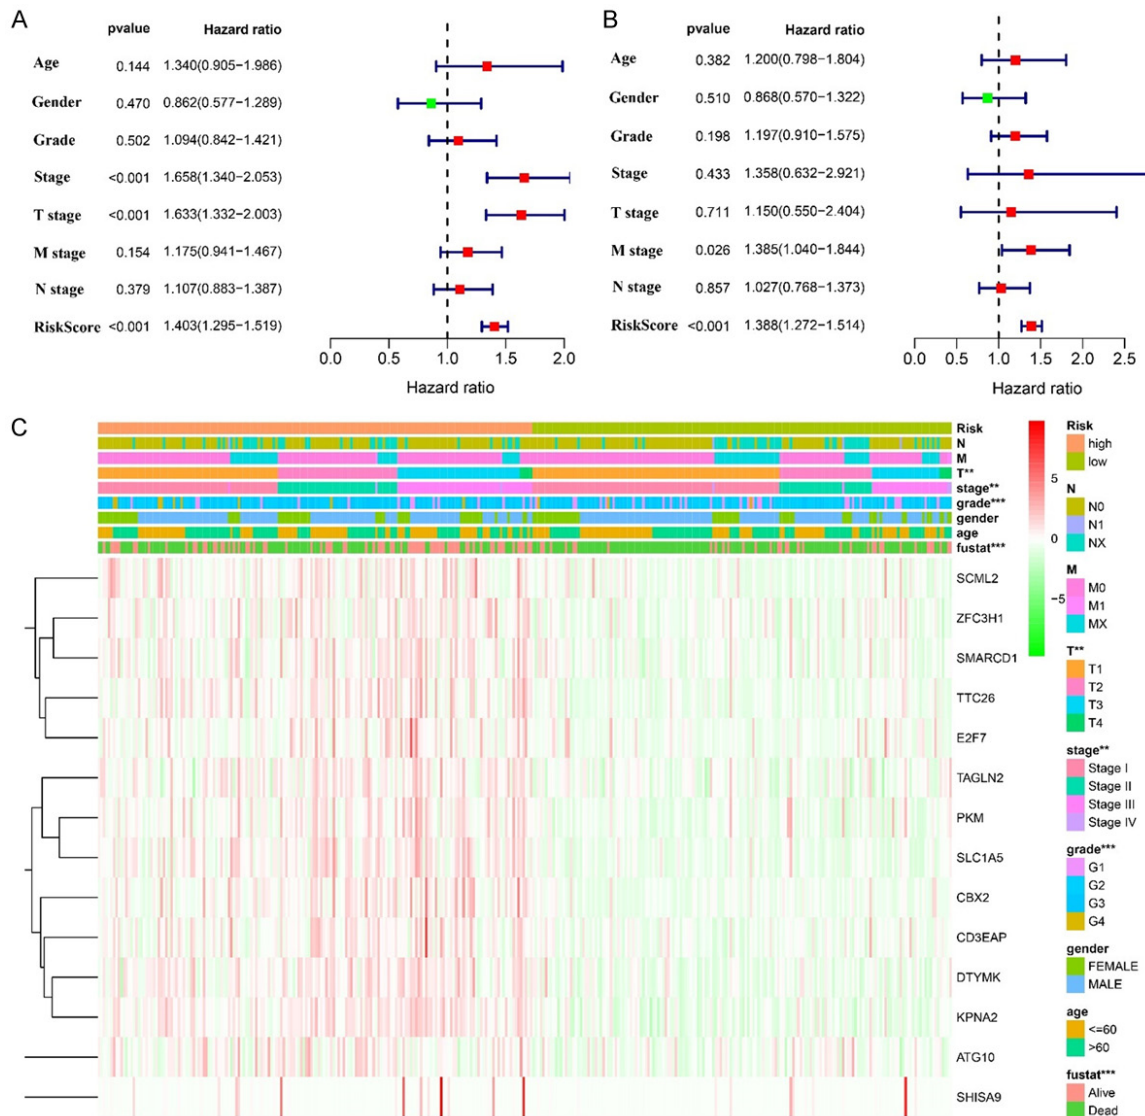 A
pvalue Hazard ratio
Age 0.144 1.340(0.905−1.986)
Gender 0.470 0.862(0.577−1.289)
Grade 0.502 1.094(0.842−1.421)
Stage <0.001 1.658(1.340−2.053)
T stage <0.001 1.633(1.332−2.003)
M stage 0.154 1.175(0.941−1.467)
N stage 0.379 1.107(0.883−1.387)
RiskScore <0.001 1.403(1.295−1.519)
0.0 0.5 1.0 1.5 2.0
Hazard ratio
B
pvalue Hazard ratio
Age 0.382 1.200(0.798−1.804)
Gender 0.510 0.868(0.570−1.322)
Grade 0.198 1.197(0.910−1.575)
Stage 0.433 1.358(0.632−2.921)
T stage 0.711 1.150(0.550−2.404)
M stage 0.026 1.385(1.040−1.844)
N stage 0.857 1.027(0.768−1.373)
RiskScore <0.001 1.388(1.272−1.514)
0.0 0.5 1.0 1.5 2.0 2.5
Hazard ratio
C
Risk
N
M
T**
stage**
grade***
gender
age
fustat***
SCML2
ZFC3H1
SMARCD1
TTC26
E2F7
TAGLN2
PKM
SLC1A5
CBX2
CD3EAP
DTYMK
KPNA2
ATG10
SHISA9
5
0
−5
Risk
high
low
N
N0
N1
NX
M
M0
M1
MX
T**
T1
T2
T3
T4
stage**
Stage I
Stage II
Stage III
Stage IV
grade***
G1
G2
G3
G4
gender
FEMALE
MALE
age
<=60
>60
fustat***
Alive
Dead